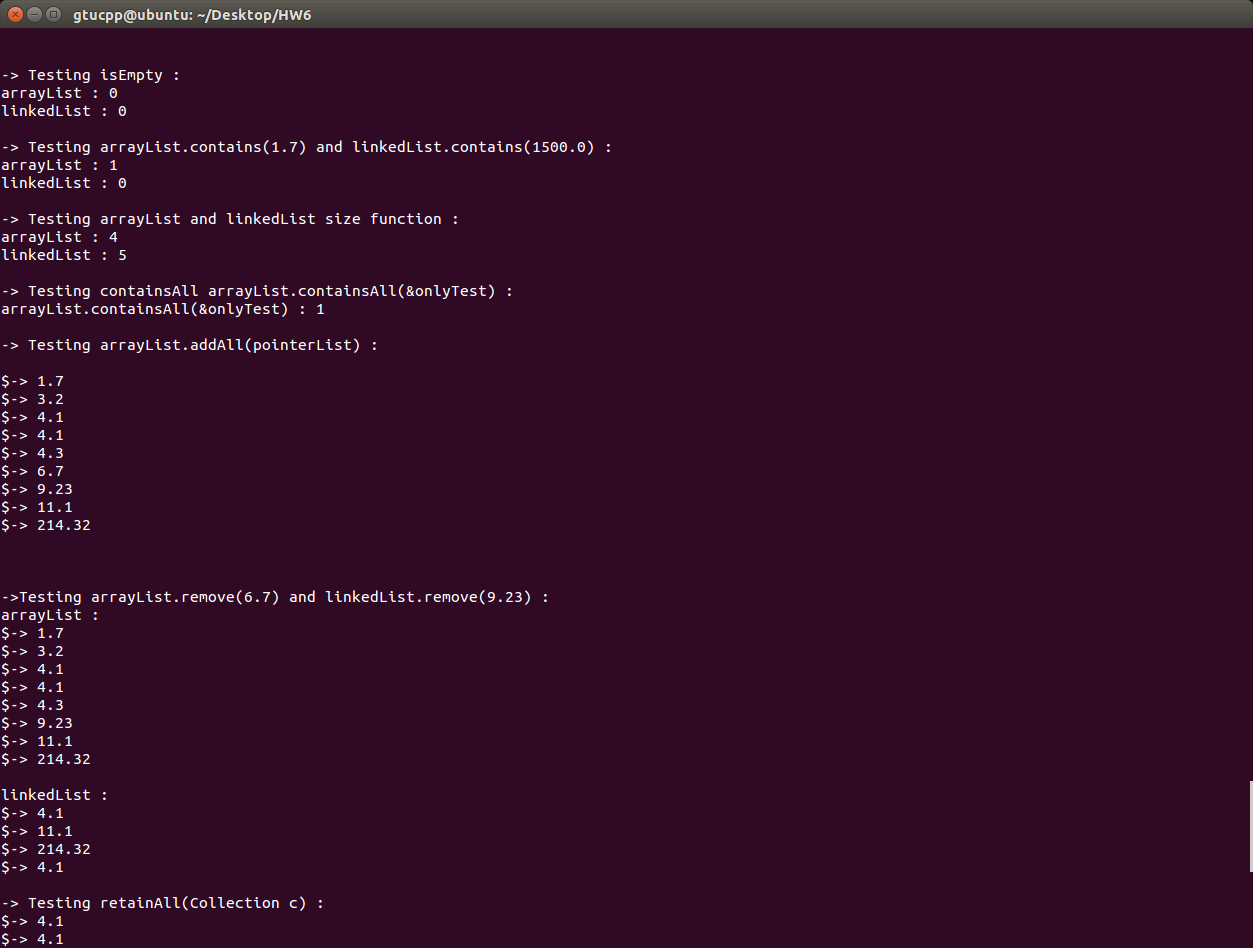 gtucpp@ubuntu: ~/Desktop/HW6
-> Testing isEmpty :
arrayList : 0
linkedList : 0
-> Testing arrayList.contains(1.7) and linkedList.contains(1500.0) :
arrayList : 1
linkedList : 0
-> Testing arrayList and linkedList size function :
arrayList : 4
linkedList : 5
-> Testing containsAll arrayList.containsAll(&onlyTest) :
arrayList.containsAll(&onlyTest) : 1
-> Testing arrayList.addAll(pointerList) :
$-> 1.7
$-> 3.2
$-> 4.1
$-> 4.1
$-> 4.3
$-> 6.7
$-> 9.23
$-> 11.1
$-> 214.32
->Testing arrayList.remove(6.7) and linkedList.remove(9.23) :
arrayList :
$-> 1.7
$-> 3.2
$-> 4.1
$-> 4.1
$-> 4.3
$-> 9.23
$-> 11.1
$-> 214.32
linkedList :
$-> 4.1
$-> 11.1
$-> 214.32
$-> 4.1
-> Testing retainAll(Collection c) :
$-> 4.1
$-> 4.1